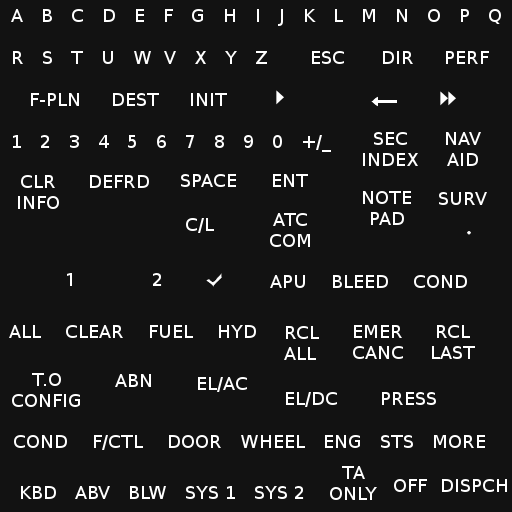 A B C D E F G H I J K L M N O P Q
R S T U W V X Y Z ESC DIR PERF
F-PLN DEST INIT
1 2 3 4 5 6 7 8 9 0 +/_ SEC INDEX NAV AID
CLR INFO DEFRD SPACE ENT NOTE PAD SURV
C/L ATC COM .
1 2 ✓ APU BLEED COND
ALL CLEAR FUEL HYD RCL ALL EMER CANC RCL LAST
T.O CONFIG ABN EL/AC EL/DC PRESS
COND F/CTL DOOR WHEEL ENG STS MORE
KBD ABV BLW SYS 1 SYS 2 TA ONLY OFF DISPCH